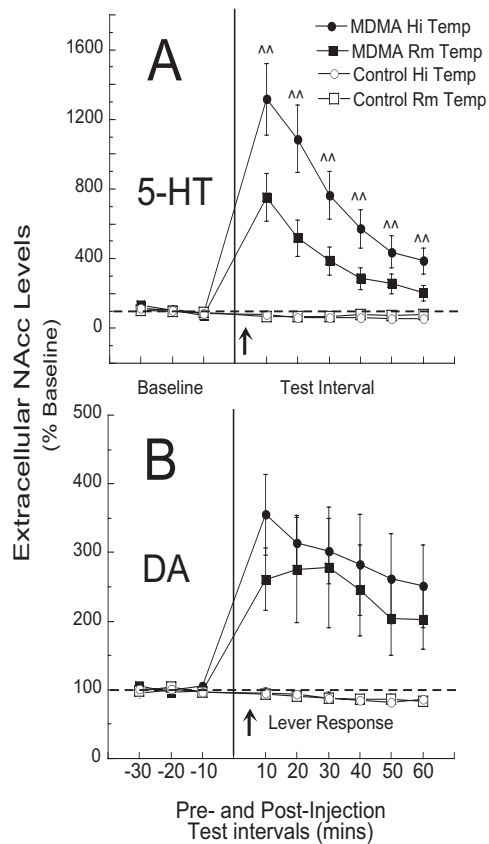 MDMA Hi Temp
MDMA Rm Temp
Control Hi Temp
Control Rm Temp
A
5-HT
1600
1400
1000
800
400
0
^^
^^
^^
^^
^^
^^
Baseline
Test Interval
Extracellular NAcc Levels
(% Baseline)
B
DA
500
400
300
200
100
0
Lever Response
-30 -20 -10 10 20 30 40 50 60
Pre- and Post-Injection
Test intervals (mins)